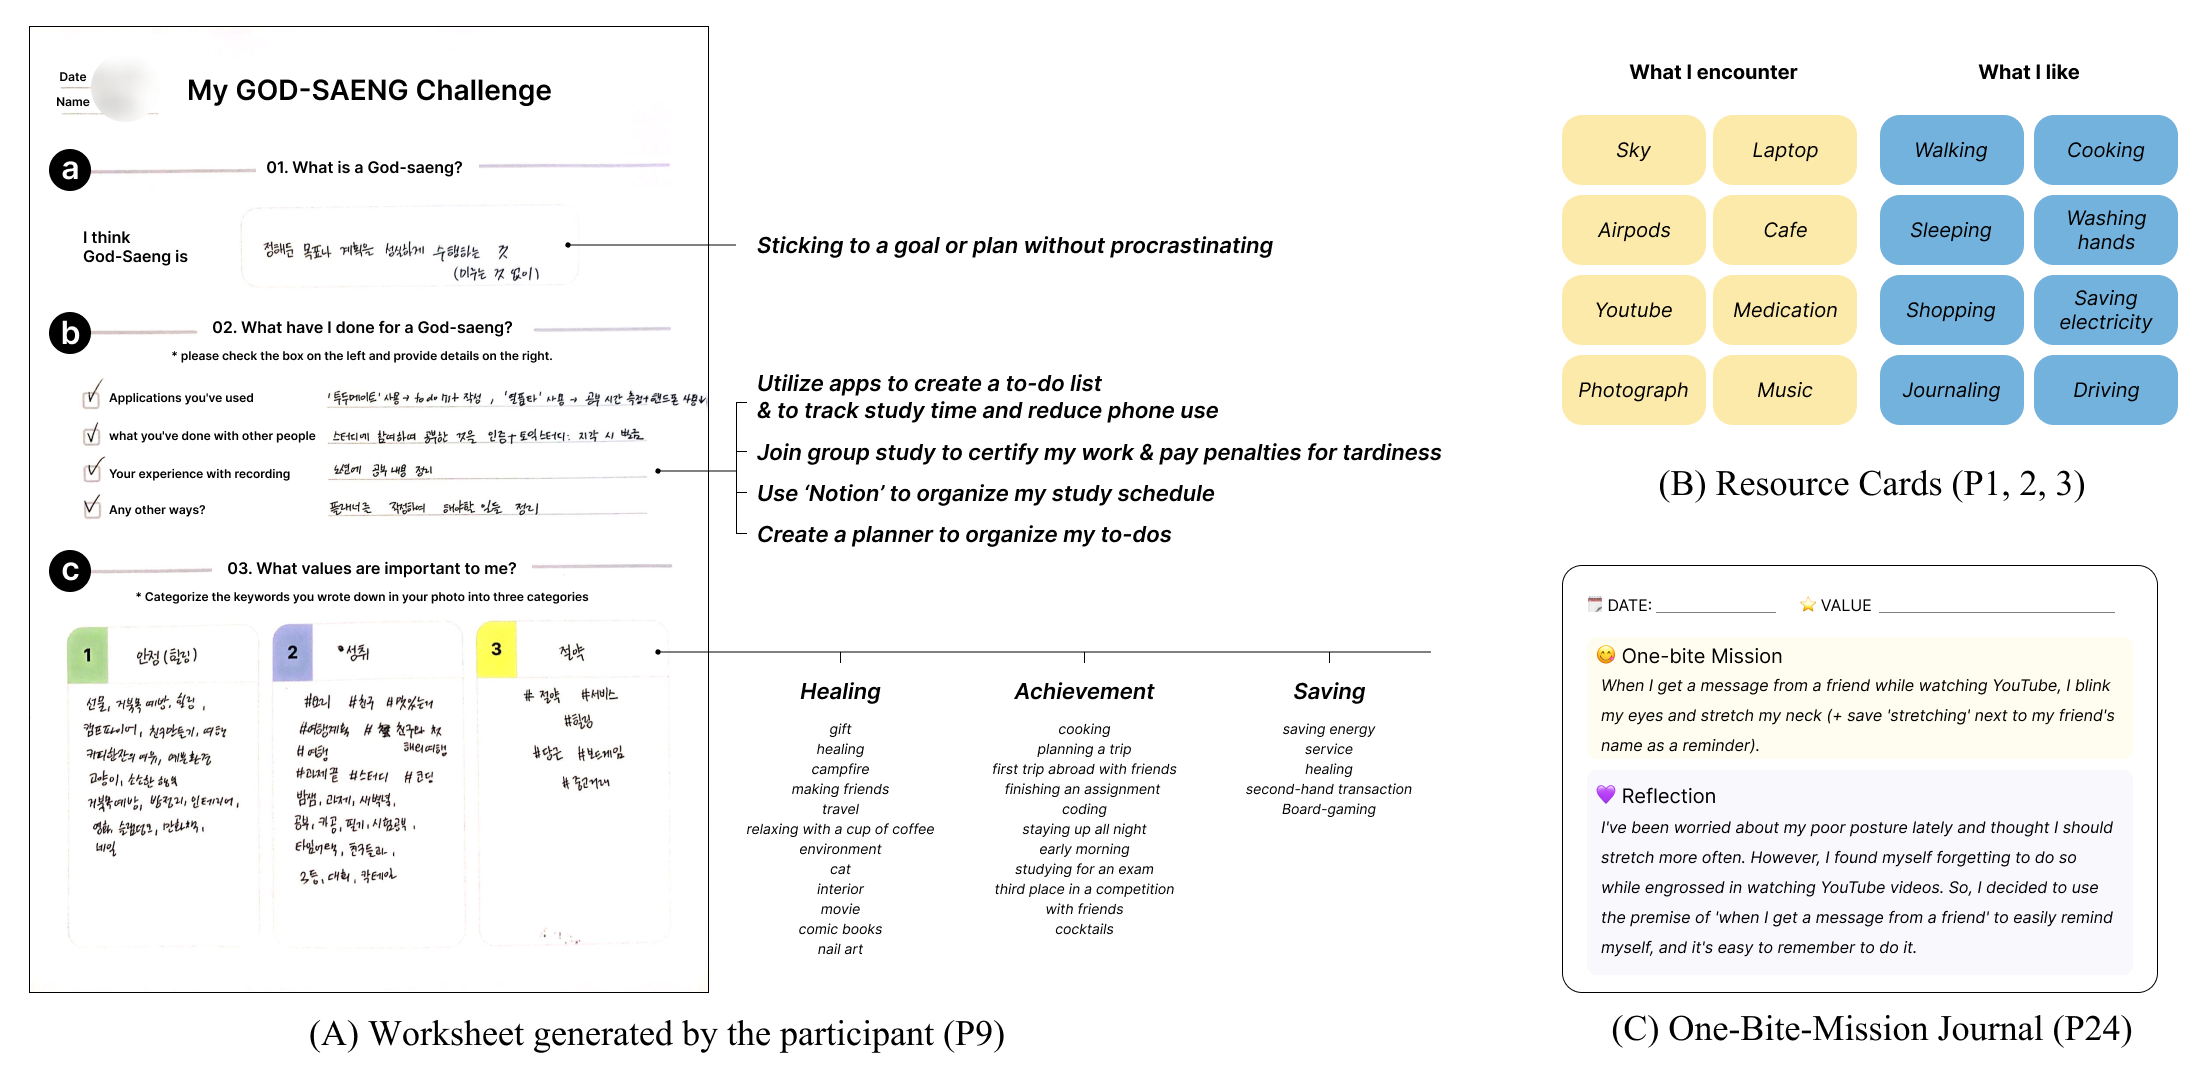 Date
Name
My GOD-SAENG Challenge
a
01. What is a God-saeng?
I think
God-Saeng is
정해둔 목표나 계획은 성실하게 수행하는 것
(미루는 것 없이)
Sticking to a goal or plan without procrastinating
b
02. What have I done for a God-saeng?
* please check the box on the left and provide details on the right.
Applications you've used
'투두메이트' 사용 → to do 리스트 작성 , '열품타' 사용 → 공부 시간 측정+핸드폰 사용
what you've done with other people
스터디에 참여하여 공부한 것을 인증 + 토익스터디: 지각 시 벌금
Your experience with recording
노션에 공부 내용 정리
Any other ways?
플래너를 작성하여 해야할 일들 정리
Utilize apps to create a to-do list
& to track study time and reduce phone use
Join group study to certify my work & pay penalties for tardiness
Use ‘Notion’ to organize my study schedule
Create a planner to organize my to-dos
c
03. What values are important to me?
* Categorize the keywords you wrote down in your photo into three categories
1
안정 (힐링)
선물, 거북목 예방, 힐링 ,
캠프파이어, 친구만들기, 여행
커피한잔의 여유, 예쁜환경
고양이, 소소한 행복
거북목예방, 방정리, 인테리어,
영화, 슬램덩크, 만화책,
네일
2
성취
#요리 #친구 #맛있는거
#여행계획 # 친구와 첫
해외여행
# 여행
#과제끝 #스터디 #코딩
밤샘, 과제, 새벽녘,
공부, 카공, 필기, 시험공부 ,
타임어택, 친구들과 ,
3등, 대회, 칵테일
3
절약
# 절약 #서비스
#힐링
#당근 #보드게임
#중고거래
Healing
gift
healing
campfire
making friends
travel
relaxing with a cup of coffee
environment
cat
interior
movie
comic books
nail art
Achievement
cooking
planning a trip
first trip abroad with friends
finishing an assignment
coding
staying up all night
early morning
studying for an exam
third place in a competition
with friends
cocktails
Saving
saving energy
service
healing
second-hand transaction
Board-gaming
(A) Worksheet generated by the participant (P9)
What I encounter
What I like
Sky
Laptop
Walking
Cooking
Airpods
Cafe
Sleeping
Washing
hands
Youtube
Medication
Shopping
Saving
electricity
Photograph
Music
Journaling
Driving
(B) Resource Cards (P1, 2, 3)
DATE:
VALUE
One-bite Mission
When I get a message from a friend while watching YouTube, I blink
my eyes and stretch my neck (+ save 'stretching' next to my friend's
name as a reminder).
Reflection
I've been worried about my poor posture lately and thought I should
stretch more often. However, I found myself forgetting to do so
while engrossed in watching YouTube videos. So, I decided to use
the premise of 'when I get a message from a friend' to easily remind
myself, and it's easy to remember to do it.
(C) One-Bite-Mission Journal (P24)